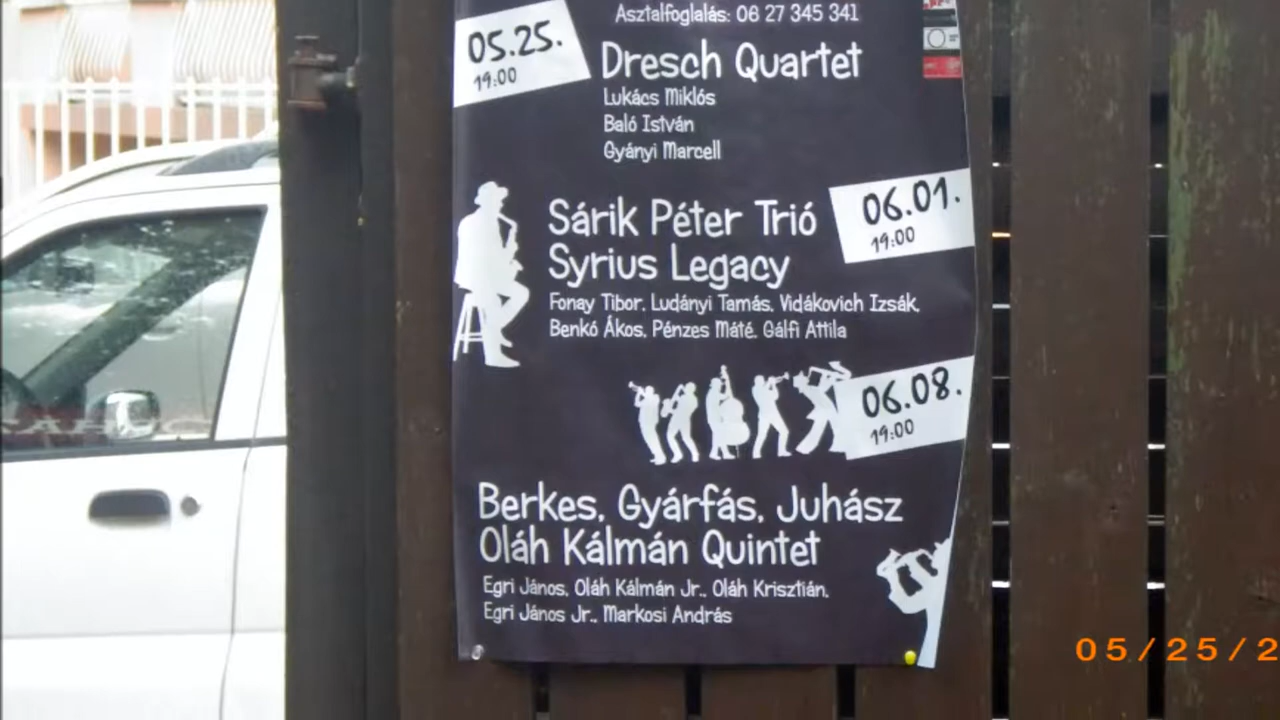 Asztalfoglalás: 06 27 345 341
05.25.
19:00
Dresch Quartet
Lukács Miklós
Baló István
Gyányi Marcell
Sárik Péter Trió
Syrius Legacy
06.01.
19:00
Fonay Tibor, Ludányi Tamás, Vidákovich Izsák,
Benkó Ákos, Pénzes Máté, Gálfi Attila
06.08.
19:00
Berkes, Gyárfás, Juhász
Oláh Kálmán Quintet
Egri János, Oláh Kálmán Jr., Oláh Krisztián,
Egri János Jr., Markosi András
05/25/2